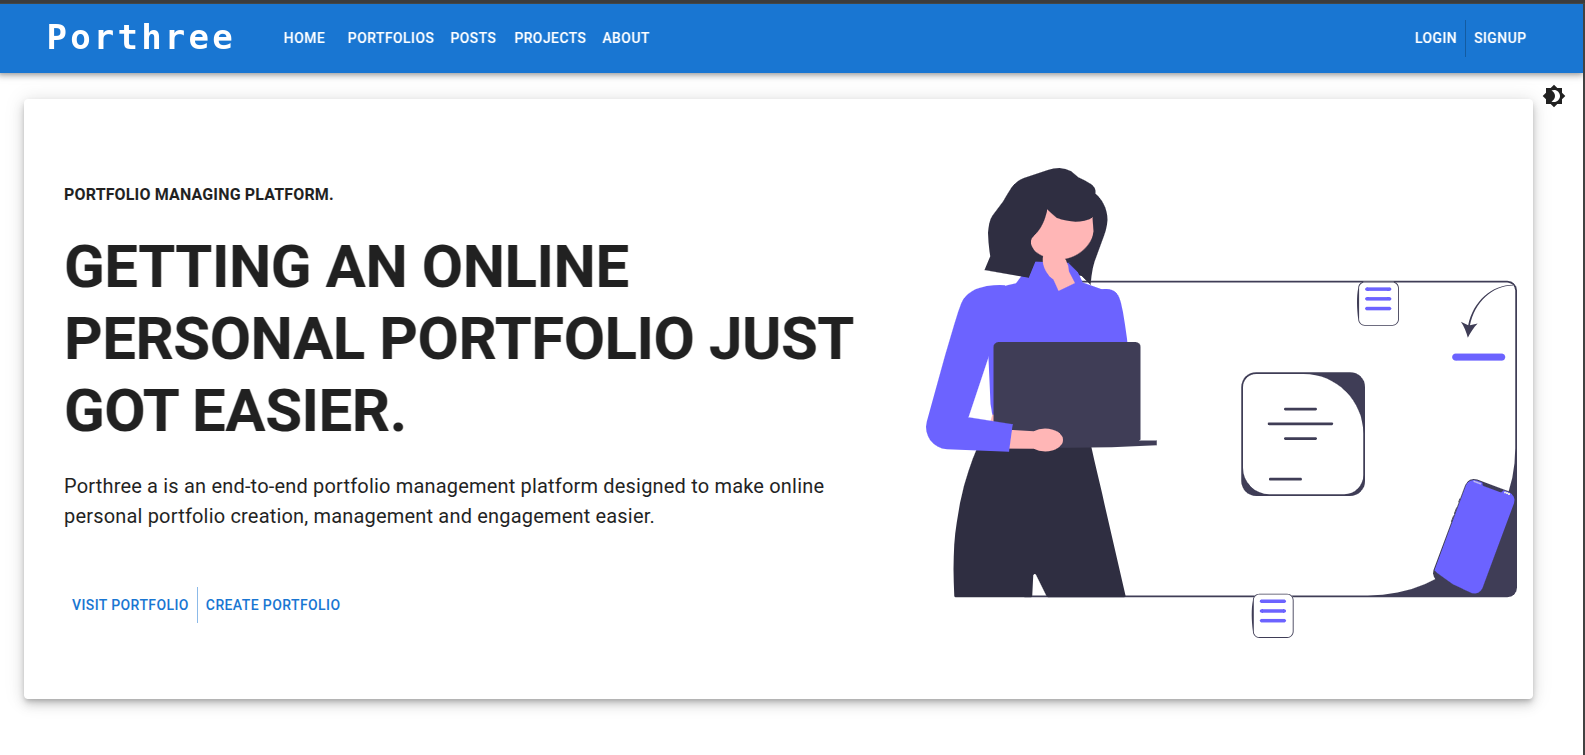 Porthree
HOME PORTFOLIOS POSTS PROJECTS ABOUT
LOGIN SIGNUP
PORTFOLIO MANAGING PLATFORM.
GETTING AN ONLINE
PERSONAL PORTFOLIO JUST
GOT EASIER.
Porthree a is an end-to-end portfolio management platform designed to make online
personal portfolio creation, management and engagement easier.
VISIT PORTFOLIO CREATE PORTFOLIO